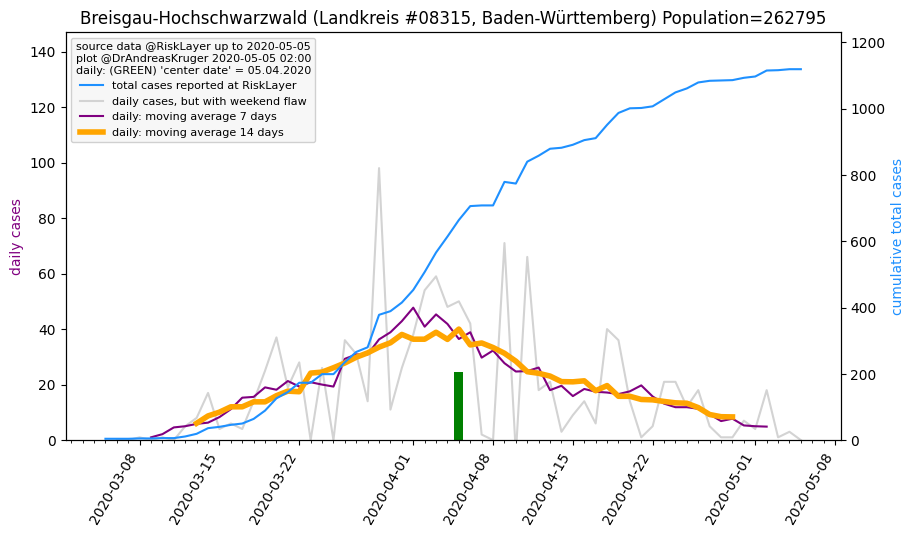 Breisgau-Hochschwarzwald (Landkreis #08315, Baden-Württemberg) Population=262795
source data @RiskLayer up to 2020-05-05
plot @DrAndreasKruger 2020-05-05 02:00
daily: (GREEN) 'center date' = 05.04.2020
total cases reported at RiskLayer
daily cases, but with weekend flaw
daily: moving average 7 days
daily: moving average 14 days
daily cases
0
20
40
60
80
100
120
140
cumulative total cases
0
200
400
600
800
1000
1200
2020-03-08
2020-03-15
2020-03-22
2020-04-01
2020-04-08
2020-04-15
2020-04-22
2020-05-01
2020-05-08